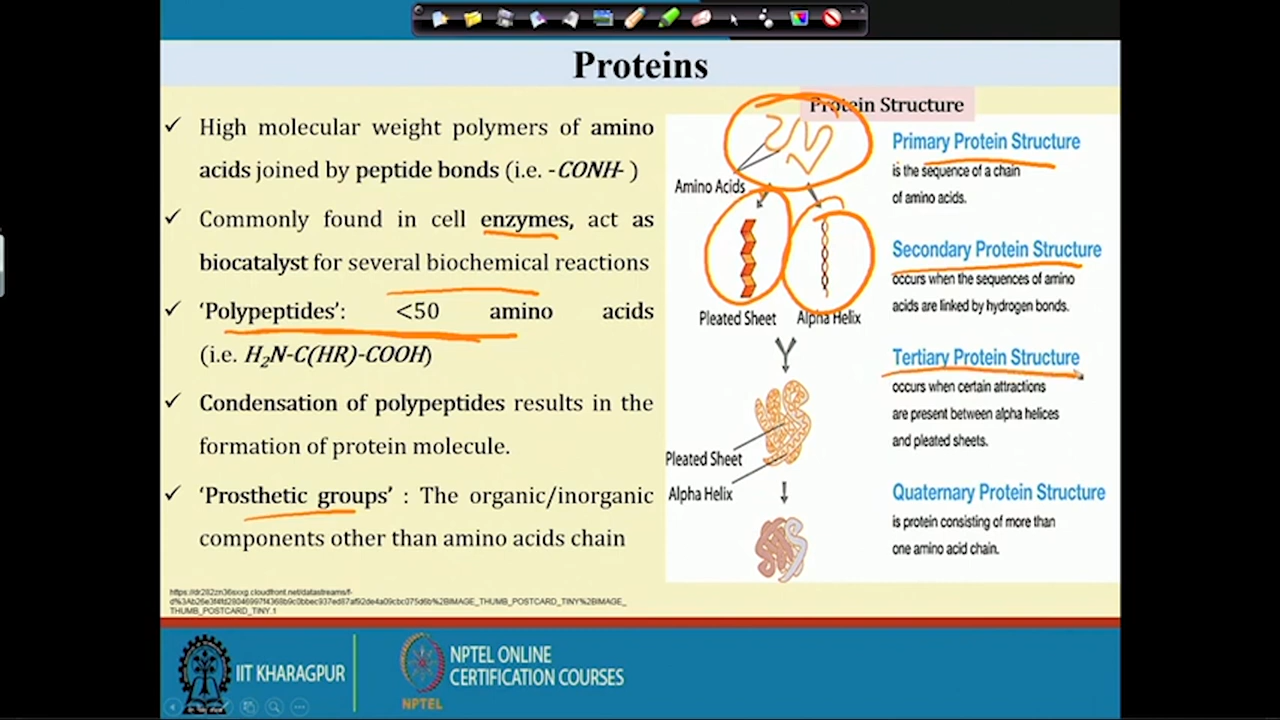 Proteins
✓ High molecular weight polymers of amino
acids joined by peptide bonds (i.e. -CONH- )
✓ Commonly found in cell enzymes, act as
biocatalyst for several biochemical reactions
✓ 'Polypeptides': <50 amino acids
(i.e. H₂N-C(HR)-COOH)
✓ Condensation of polypeptides results in the
formation of protein molecule.
✓ 'Prosthetic groups' : The organic/inorganic
components other than amino acids chain
Protein Structure
Amino Acids
Pleated Sheet
Alpha Helix
Pleated Sheet
Alpha Helix
Primary Protein Structure
is the sequence of a chain
of amino acids.
Secondary Protein Structure
occurs when the sequences of amino
acids are linked by hydrogen bonds.
Tertiary Protein Structure
occurs when certain attractions
are present between alpha helices
and pleated sheets.
Quaternary Protein Structure
is protein consisting of more than
one amino acid chain.
THUMB_POSTCARD_TINY.1
IIT KHARAGPUR
NPTEL
NPTEL ONLINE
CERTIFICATION COURSES